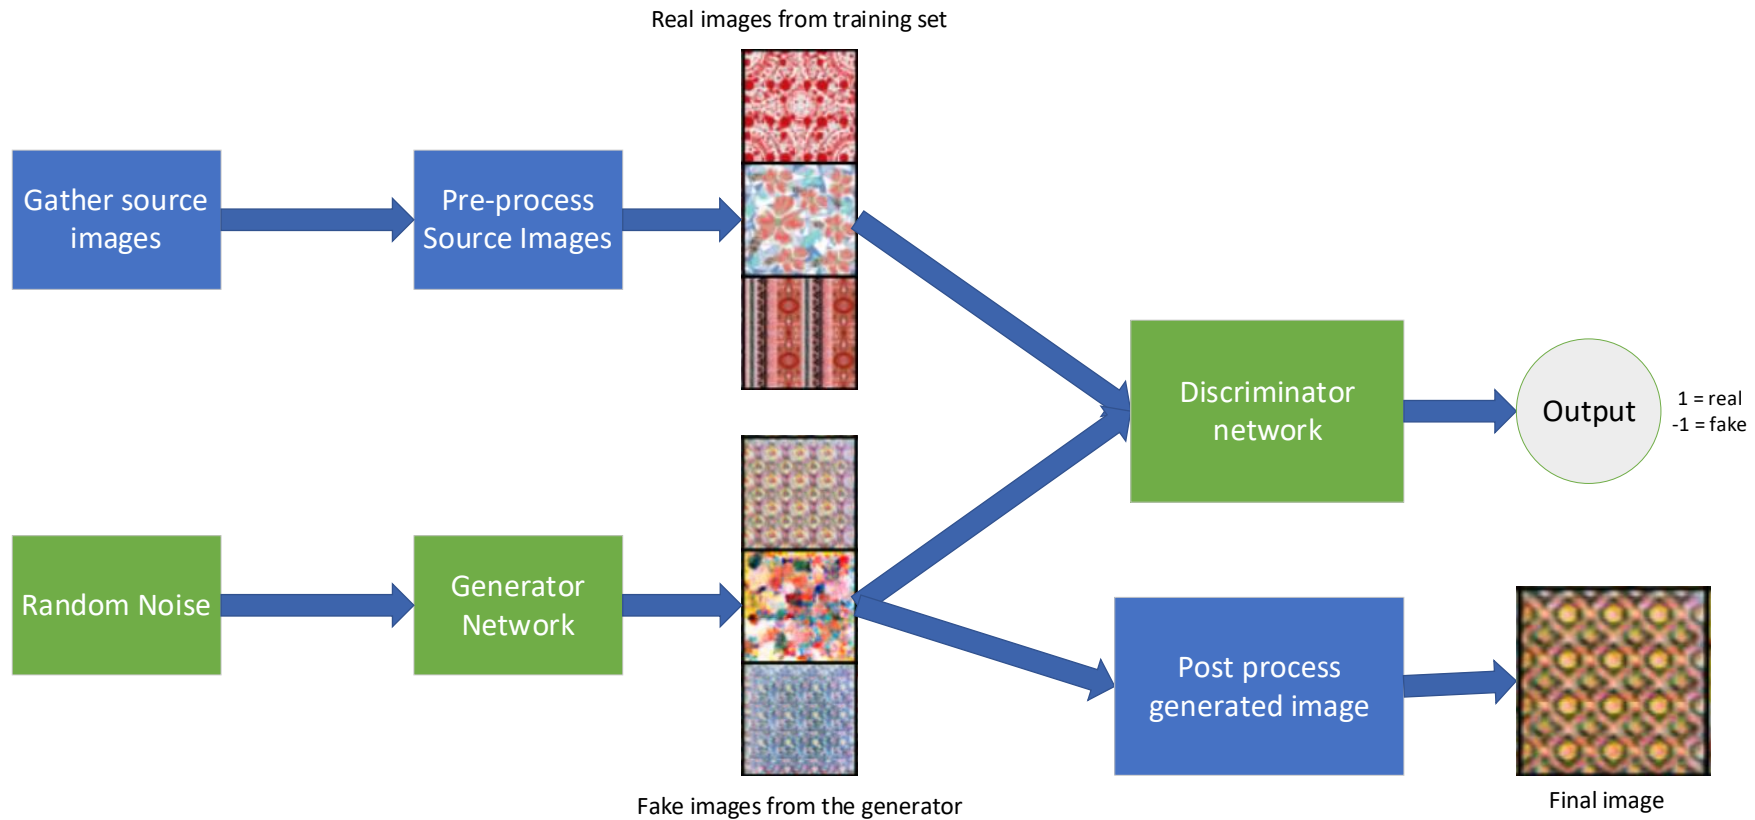 Real images from training set
Gather source
images
Pre-process
Source Images
Discriminator
network
Output
1 = real
-1 = fake
Random Noise
Generator
Network
Post process
generated image
Fake images from the generator
Final image